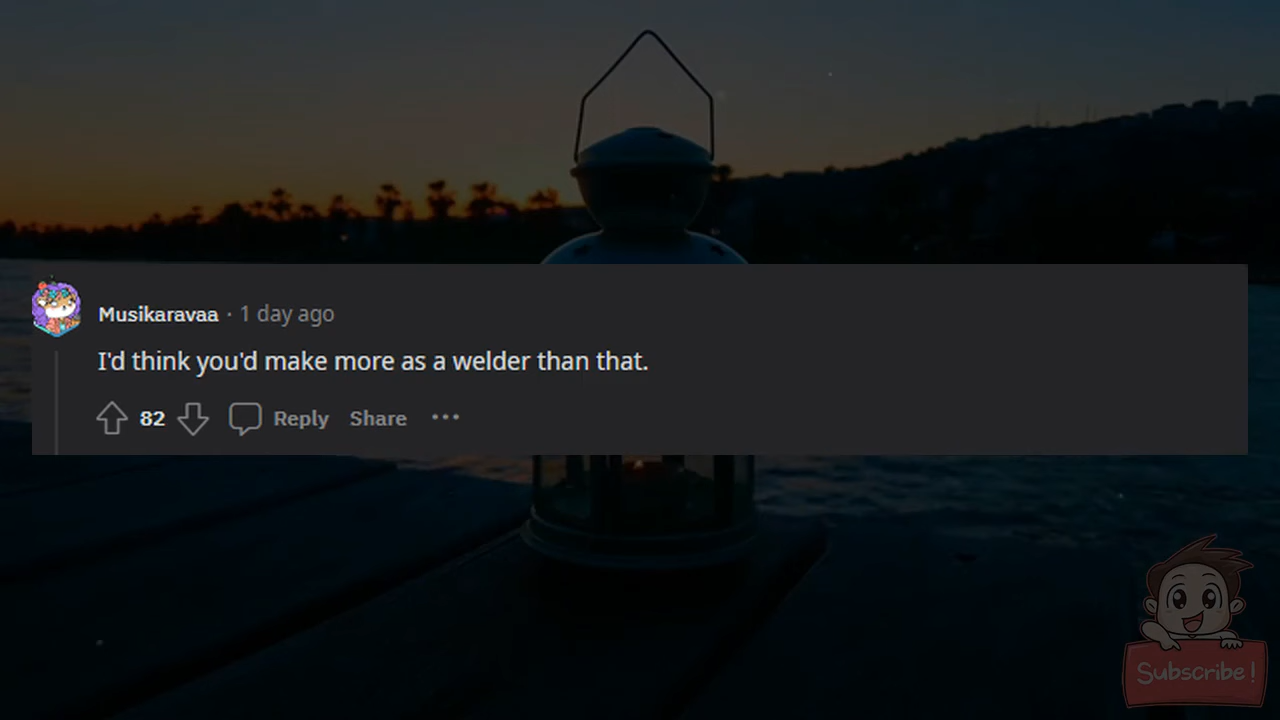 Musikaravaa · 1 day ago
I'd think you'd make more as a welder than that.
82 Reply Share ···
Subscribe!